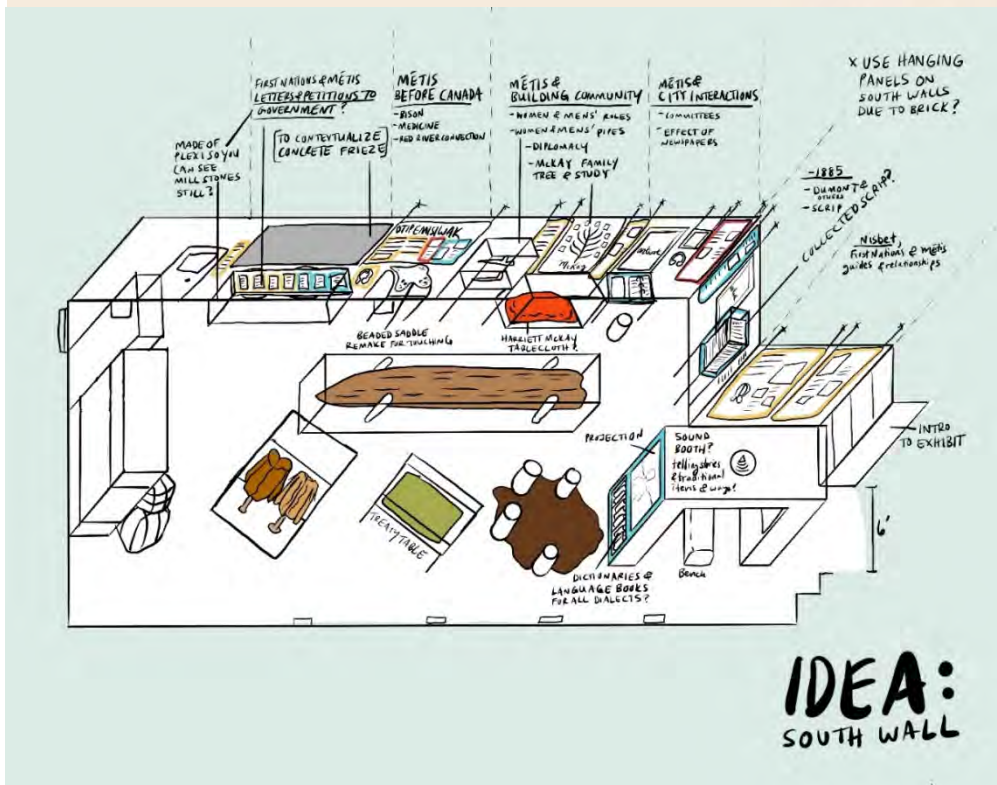 FIRST NATIONS & MÉTIS
LETTERS & PETITIONS TO
GOVERNMENT?
[TO CONTEXTUALIZE
CONCRETE FRIEZE]
MADE OF
PLEXI SO YOU
CAN SEE
MILL STONES
STILL?
MÉTIS
BEFORE CANADA
-BISON
-MEDICINE
-RED RIVER CONNECTION
MÉTIS &
BUILDING COMMUNITY
-WOMEN & MENS' ROLES
-WOMEN & MENS' PIPES
-DIPLOMACY
-MCKAY FAMILY
TREE & STUDY
MÉTIS &
CITY INTERACTIONS
-COMMITTEES
-EFFECT OF
NEWSPAPERS
X USE HANGING
PANELS ON
SOUTH WALLS
DUE TO BRICK?
-1885
-DUMONT &
OTHERS
-SCRIP
COLLECTED SCRIP?
Nisbet,
First Nations & métis
guides & relationships
OTIPEMISIWAK
McKay
BEADED SADDLE
REMAKE FOR TOUCHING
HARRIETT MCKAY
TABLECLOTH?
PROJECTION
SOUND
BOOTH?
telling stories
& traditional
items & ways!
INTRO
TO EXHIBIT
6'
TREATY TABLE
DICTIONARIES &
LANGUAGE BOOKS
FOR ALL DIALECTS?
Bench
IDEA:
SOUTH WALL